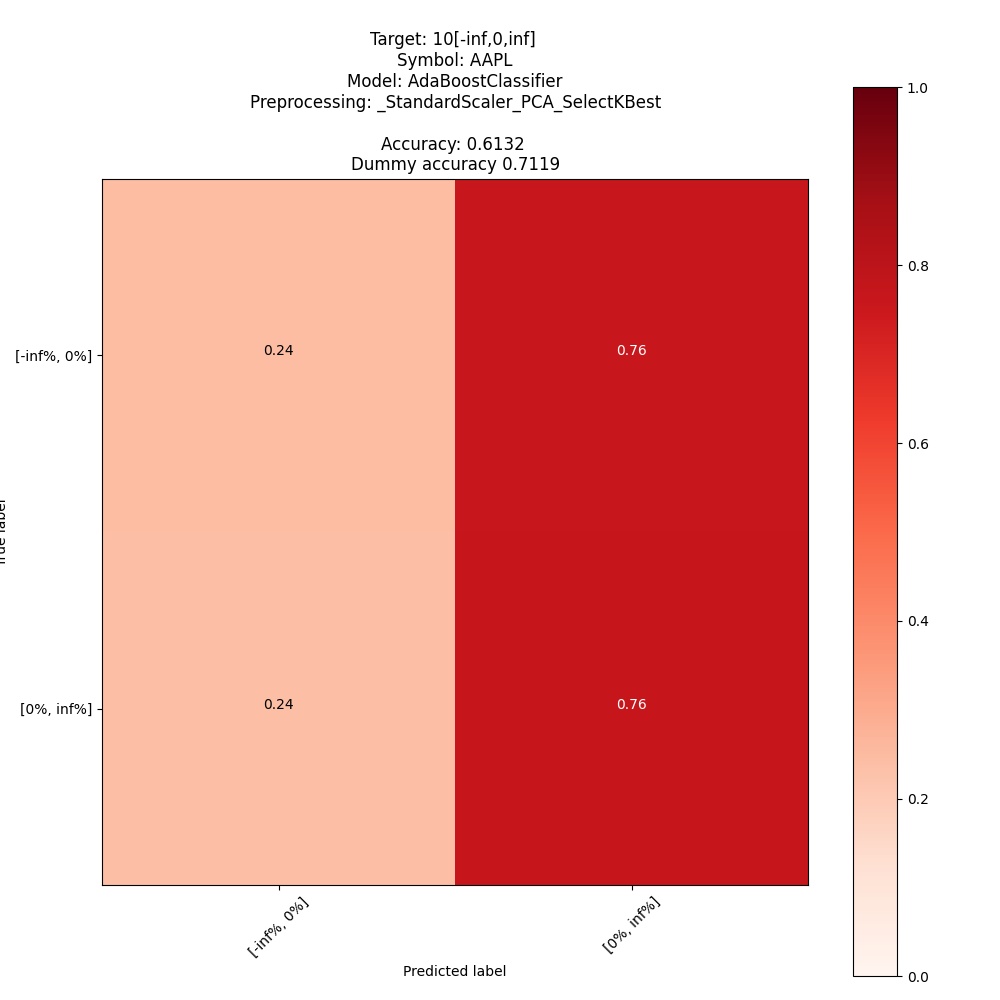 Target: 10[-inf,0,inf]
Symbol: AAPL
Model: AdaBoostClassifier
Preprocessing: _StandardScaler_PCA_SelectKBest
Accuracy: 0.6132
Dummy accuracy 0.7119
1.0
0.8
0.6
0.4
0.2
0.0
[-inf%, 0%]
0.24
0.76
[0%, inf%]
0.24
0.76
True label
[-inf%, 0%]
[0%, inf%]
Predicted label